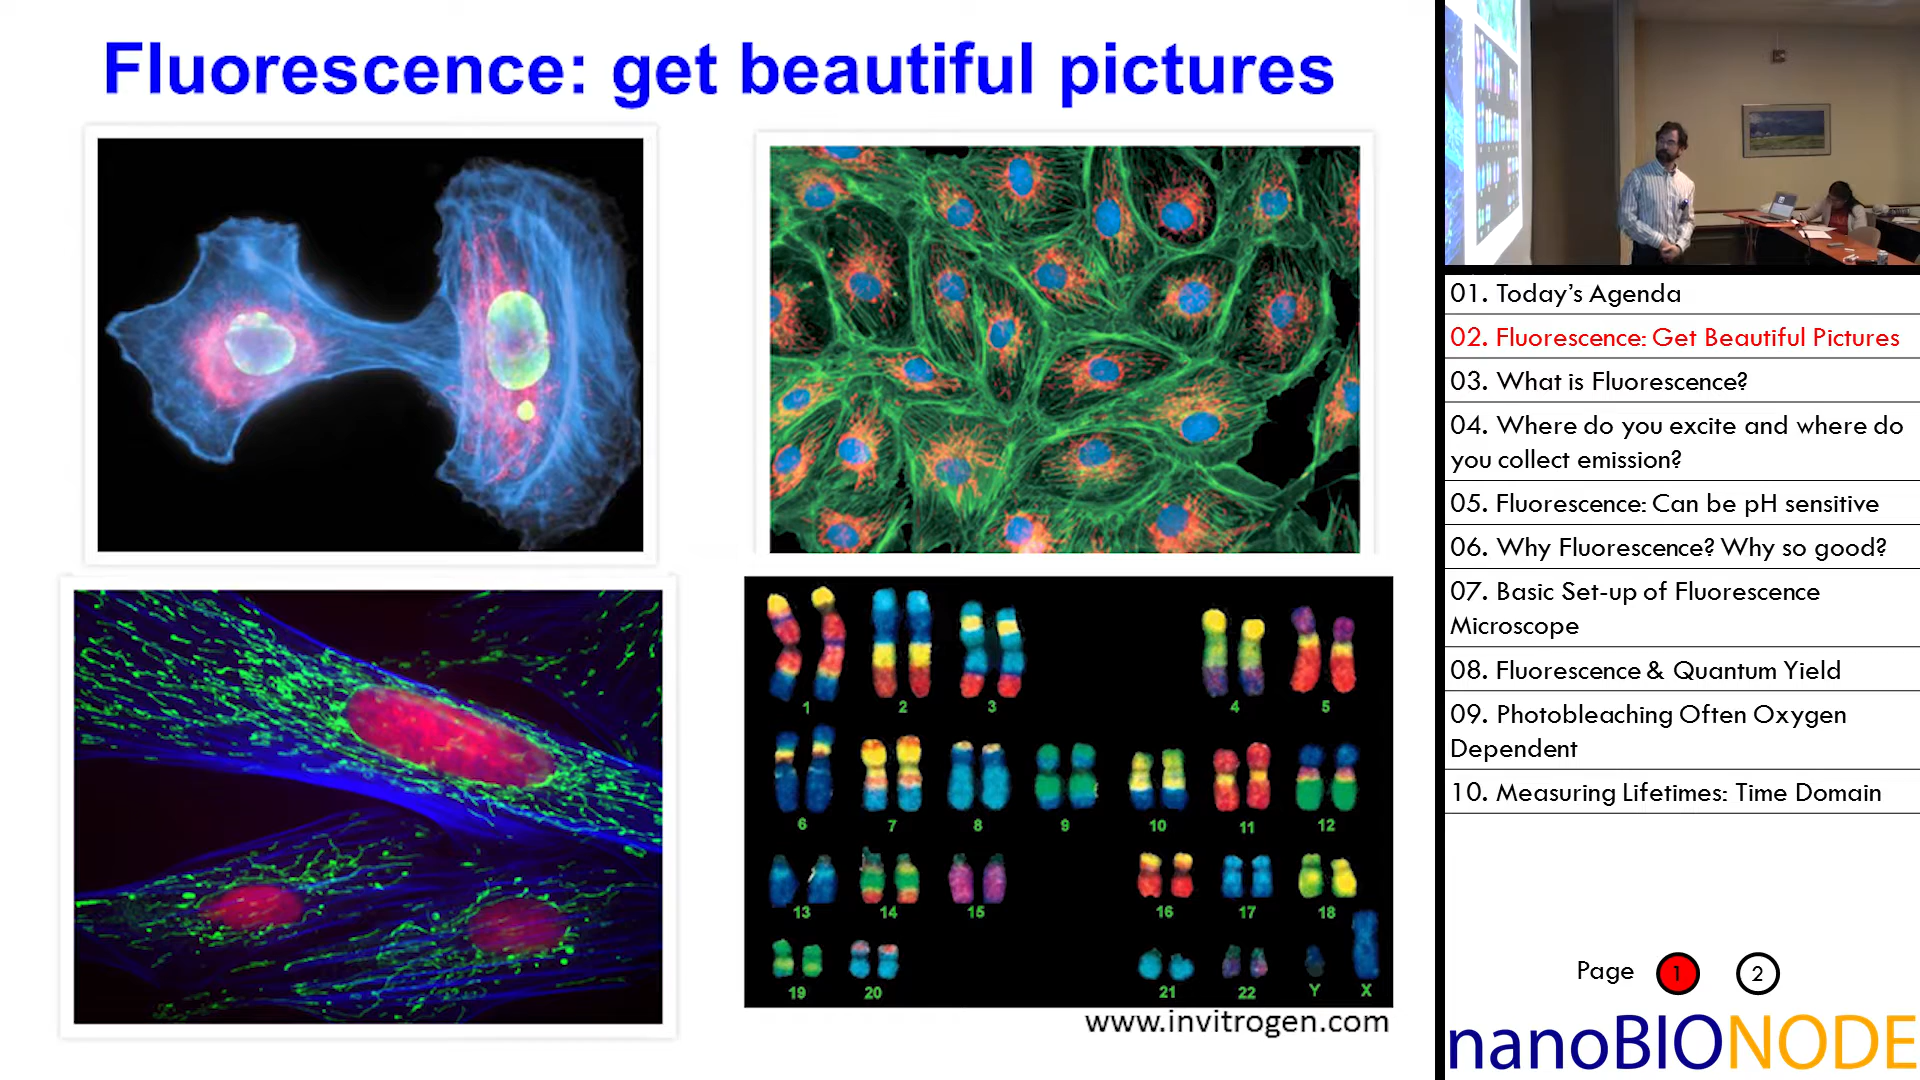 Fluorescence: get beautiful pictures
1 2 3 4 5
6 7 8 9 10 11 12
13 14 15 16 17 18
19 20 21 22 Y X
www.invitrogen.com
01. Today's Agenda
02. Fluorescence: Get Beautiful Pictures
03. What is Fluorescence?
04. Where do you excite and where do
you collect emission?
05. Fluorescence: Can be pH sensitive
06. Why Fluorescence? Why so good?
07. Basic Set-up of Fluorescence
Microscope
08. Fluorescence & Quantum Yield
09. Photobleaching Often Oxygen
Dependent
10. Measuring Lifetimes: Time Domain
Page 1 2
nanoBIONODE